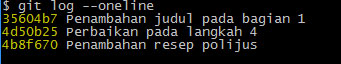 $ git log --oneline
35604b7 Penambahan judul pada bagian 1
4d50b25 Perbaikan pada langkah 4
4b8f670 Penambahan resep polijus